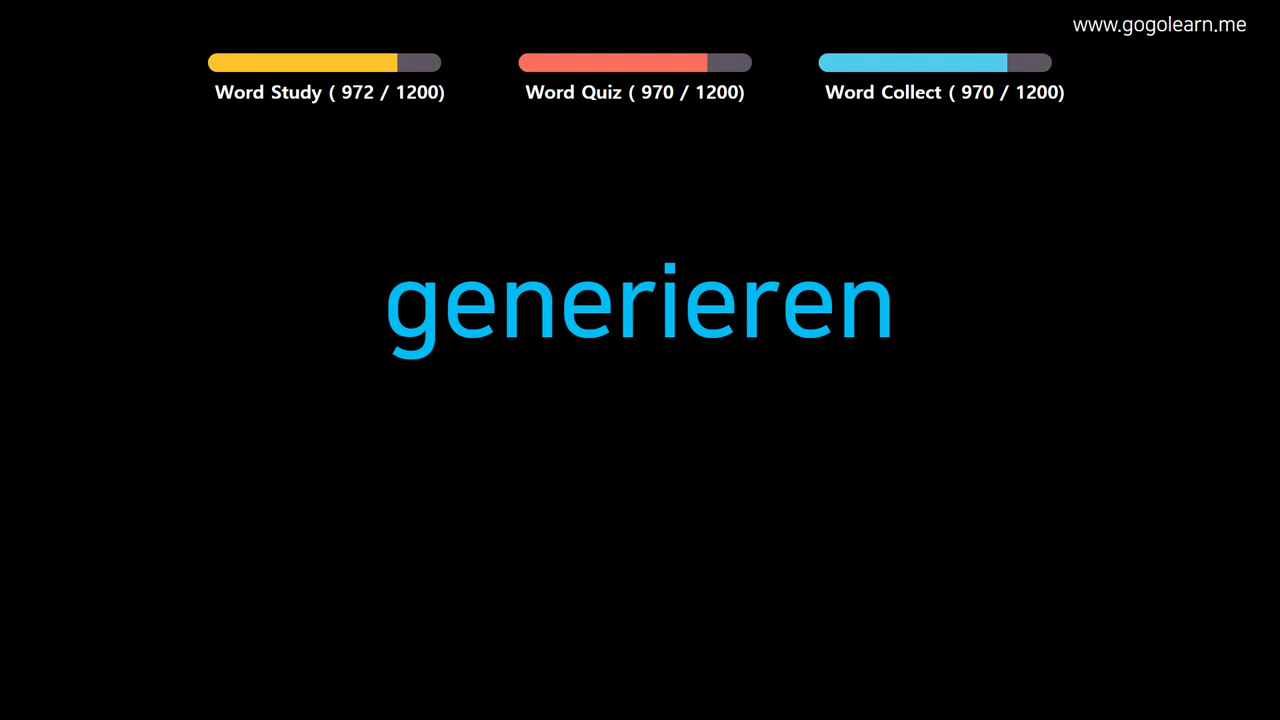 www.gogolearn.me
Word Study ( 972 / 1200)
Word Quiz ( 970 / 1200)
Word Collect ( 970 / 1200)
generieren